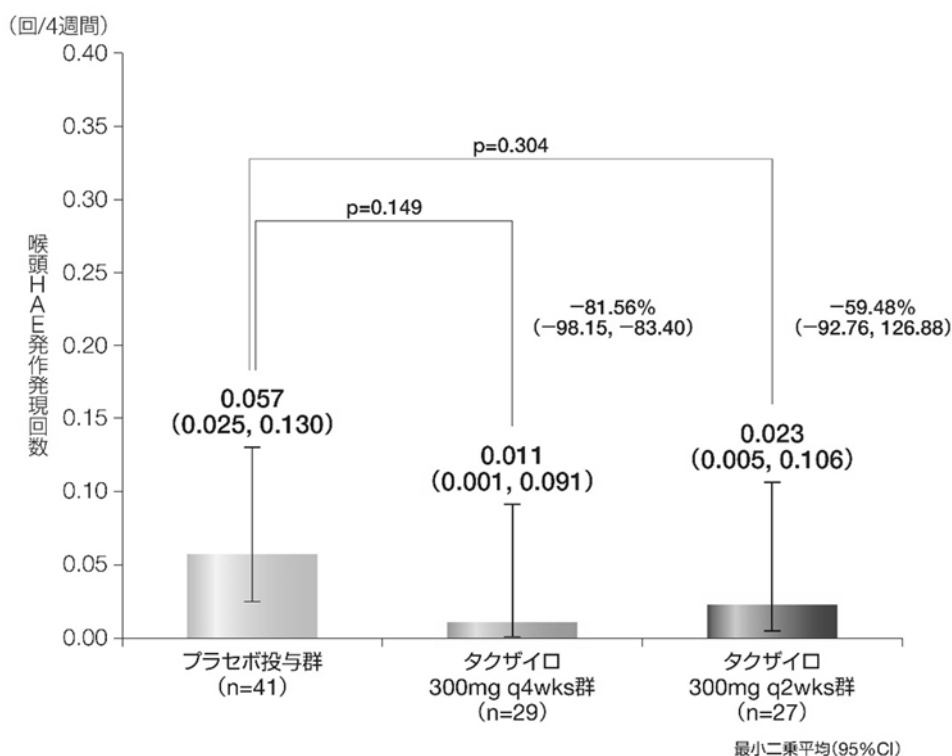 (回/4週間)
0.40
0.35
0.30
0.25
0.20
0.15
0.10
0.05
0.00
喉頭HAE発作発現回数
p=0.304
p=0.149
−81.56%
(−98.15, −83.40)
−59.48%
(−92.76, 126.88)
0.057
(0.025, 0.130)
0.011
(0.001, 0.091)
0.023
(0.005, 0.106)
プラセボ投与群
(n=41)
タクザイロ
300mg q4wks群
(n=29)
タクザイロ
300mg q2wks群
(n=27)
最小二乗平均(95%CI)